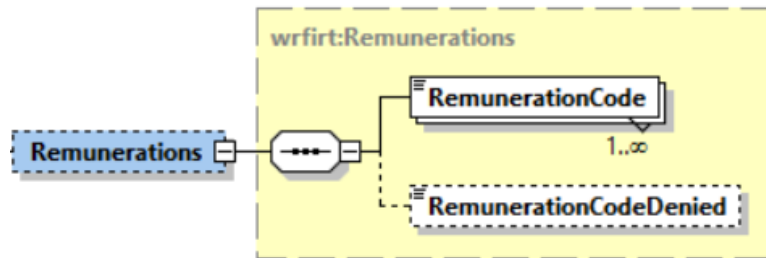 wrfirt:Remunerations
RemunerationCode
1..∞
Remunerations
RemunerationCodeDenied